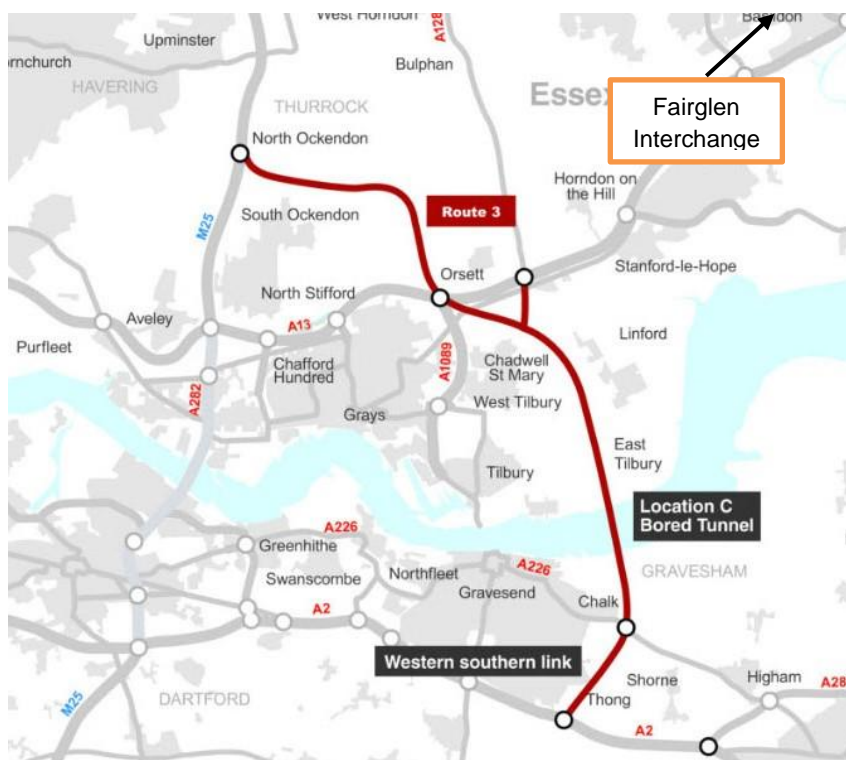 West Horndon
A128
Basildon
Upminster
ornchurch
Bulphan
HAVERING
Essex
Fairglen
Interchange
THURROCK
North Ockendon
Horndon on
the Hill
Route 3
South Ockendon
M25
Orsett
Stanford-le-Hope
North Stifford
Aveley
A13
Linford
Purfleet
Chafford
Hundred
A1089
Chadwell
St Mary
A282
West Tilbury
Grays
East
Tilbury
Tilbury
Location C
Bored Tunnel
A226
Greenhithe
A226
GRAVESHAM
Swanscombe
Northfleet
Gravesend
Chalk
A2
Western southern link
Shorne
Higham
Thong
A28
DARTFORD
M25
A2